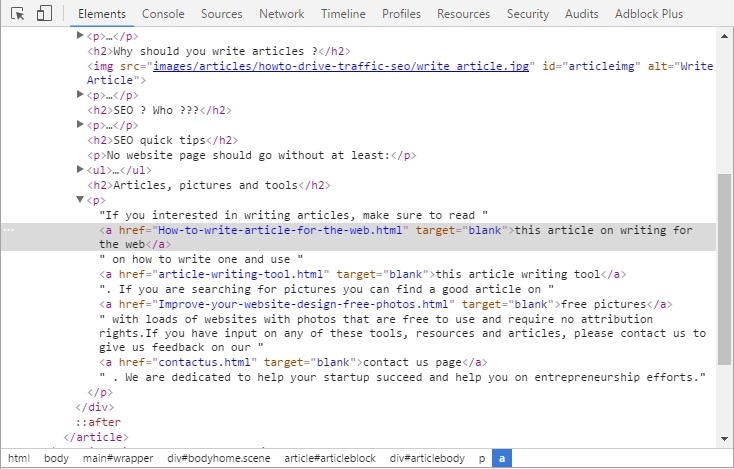 Elements Console Sources Network Timeline Profiles Resources Security Audits Adblock Plus
<p>…</p>
<h2>Why should you write articles ?</h2>
<img src="images/articles/howto-drive-traffic-seo/write_article.jpg" id="articleimg" alt="Write
Article">
<p>…</p>
<h2>SEO ? Who ???</h2>
<p>…</p>
<h2>SEO quick tips</h2>
<p>No website page should go without at least:</p>
<ul>…</ul>
<h2>Articles, pictures and tools</h2>
<p>
"If you interested in writing articles, make sure to read "
<a href="How-to-write-article-for-the-web.html" target="blank">this article on writing for
the web</a>
" on how to write one and use "
<a href="article-writing-tool.html" target="blank">this article writing tool</a>
". If you are searching for pictures you can find a good article on "
<a href="Improve-your-website-design-free-photos.html" target="blank">free pictures</a>
" with loads of websites with photos that are free to use and require no attribution
rights.If you have input on any of these tools, resources and articles, please contact us to
give us feedback on our "
<a href="contactus.html" target="blank">contact us page</a>
" . We are dedicated to help your startup succeed and help you on entrepreneurship efforts."
</p>
</div>
::after
</article>
html body main#wrapper div#bodyhome.scene article#articleblock div#articlebody p a